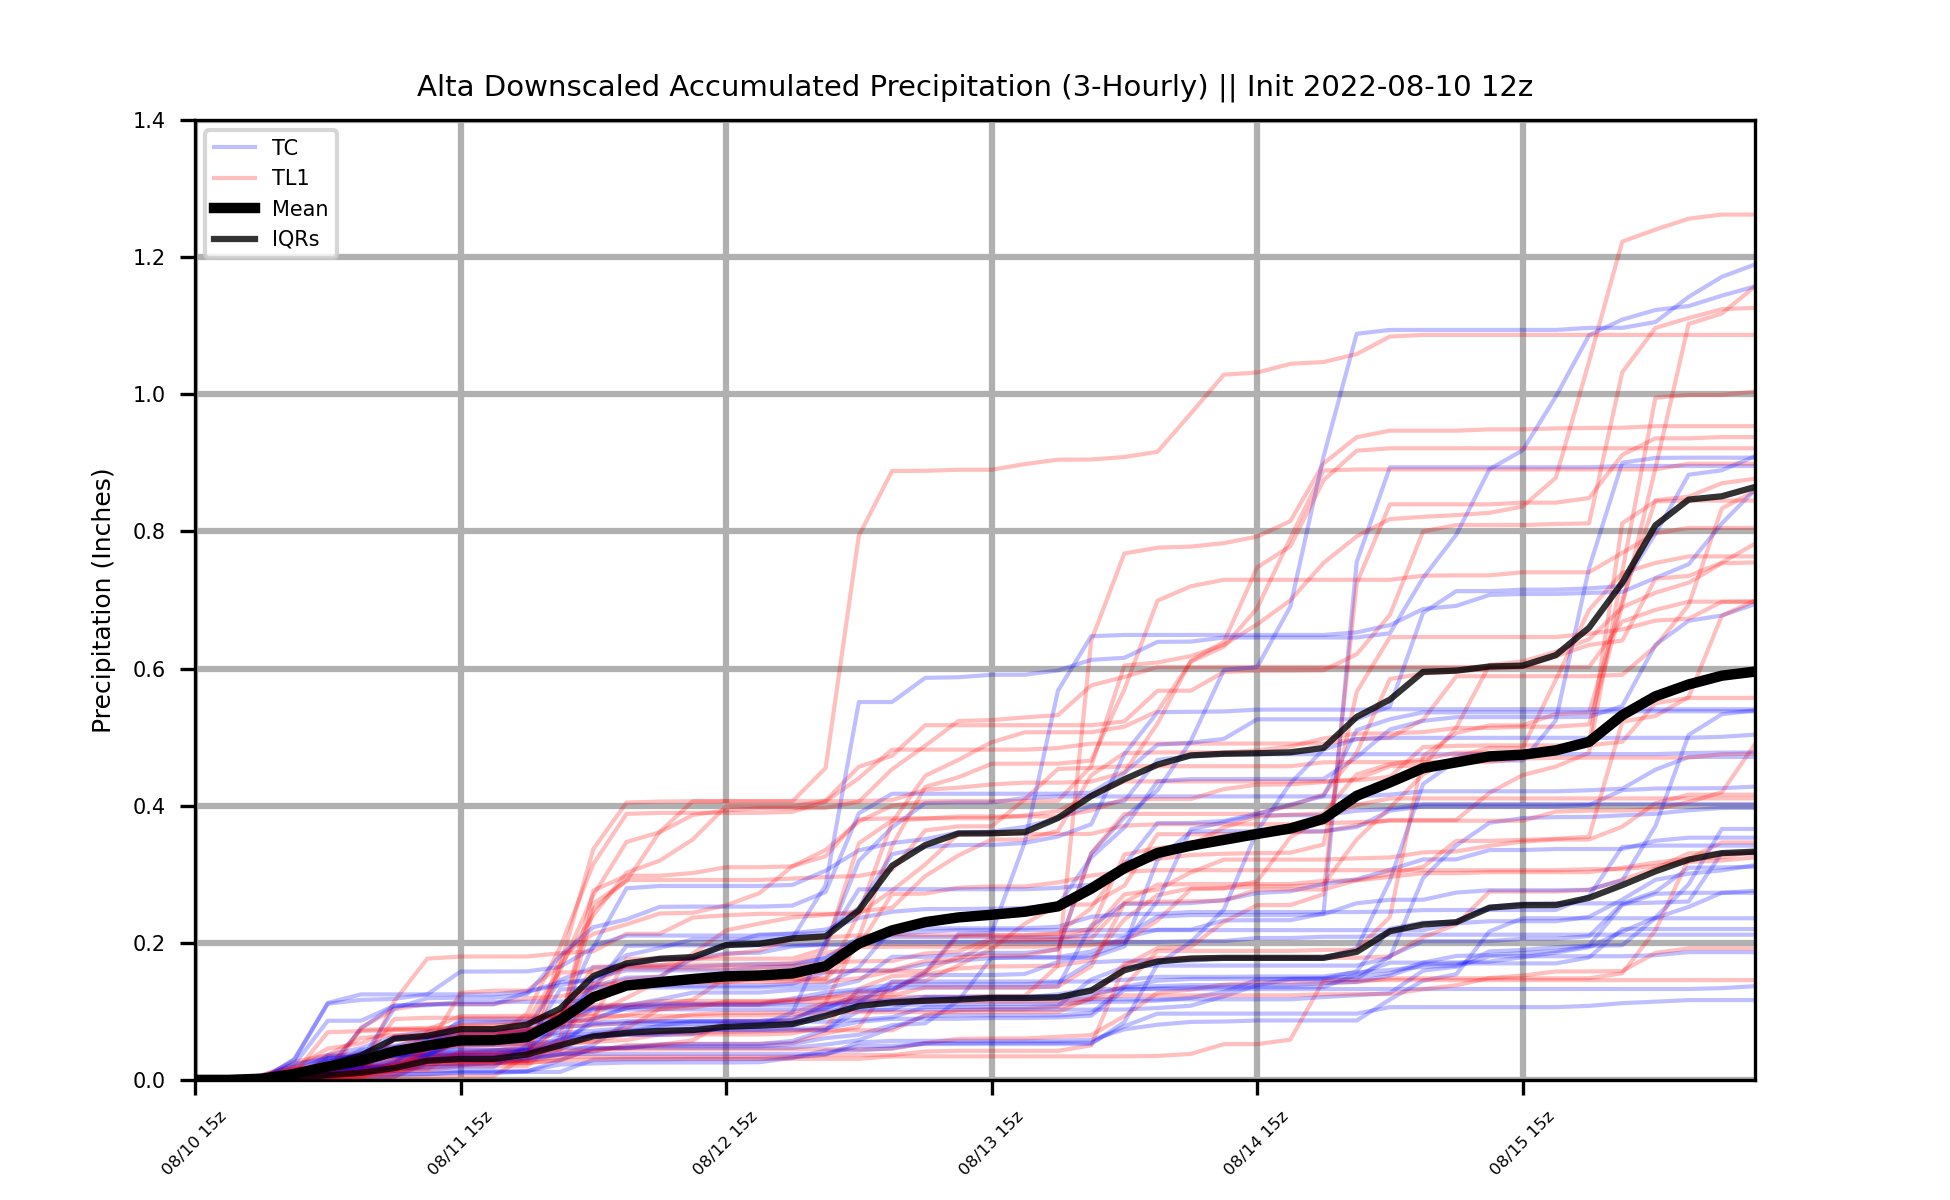 Alta Downscaled Accumulated Precipitation (3-Hourly) || Init 2022-08-10 12z
Precipitation (Inches)
1.4
1.2
1.0
0.8
0.6
0.4
0.2
0.0
TC
TL1
Mean
IQRs
08/10 15z
08/11 15z
08/12 15z
08/13 15z
08/14 15z
08/15 15z